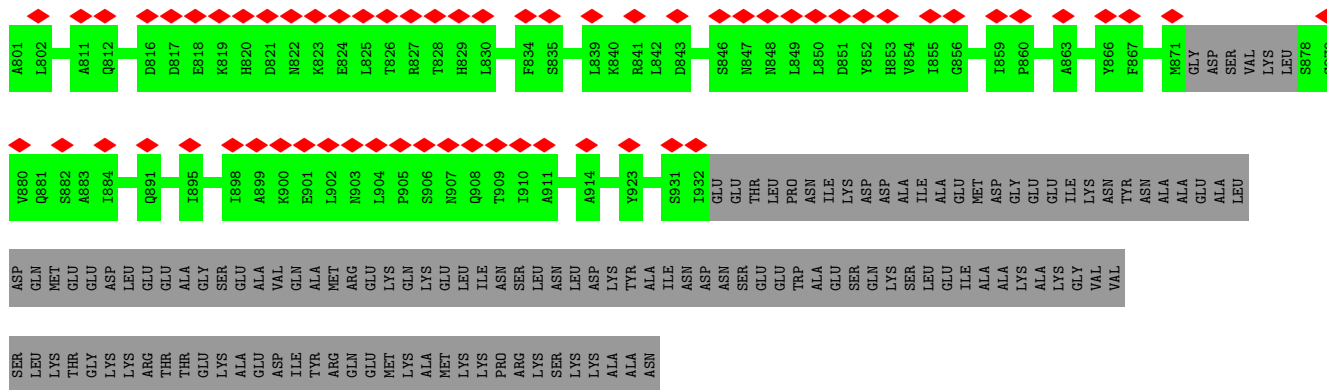 A801 L802 A811 Q812 D816 D817 E818 K819 H820 D821 N822 K823 E824 L825 T826 R827 T828 H829 L830 F834 S835 L839 K840 R841 L842 D843 S846 N847 N848 L849 L850 D851 Y852 H853 V854 I855 G856 I859 P860 A863 Y866 F867 M871 GLY ASP SER VAL LYS LEU S878
V880 Q881 S882 A883 I884 Q891 I895 I898 A899 K900 E901 L902 N903 L904 P905 S906 N907 Q908 T909 I910 A911 A914 Y923 S931 I932 GLU GLU THR LEU PRO ASN ILE LYS ASP ASP ALA ILE ALA GLU MET ASP GLY GLU GLU ILE LYS ASN TYR ASN ALA ALA GLU ALA LEU
ASP GLN MET GLU GLU ASP LEU GLU GLU ALA GLY SER GLU ALA VAL GLN ALA MET ARG GLU LYS GLN LYS GLU LEU ILE ASN SER LEU ASN LEU ASP LYS TYR ALA ILE ASN ASP ASN SER GLU GLU TRP ALA GLU SER GLN LYS SER LEU GLU ILE ALA ALA LYS ALA LYS GLY VAL VAL
SER LEU LYS THR GLY LYS LYS ARG THR THR GLU LYS ALA GLU ASP ILE TYR ARG GLN GLU MET LYS ALA MET LYS LYS PRO ARG LYS SER LYS LYS ALA ALA ASN